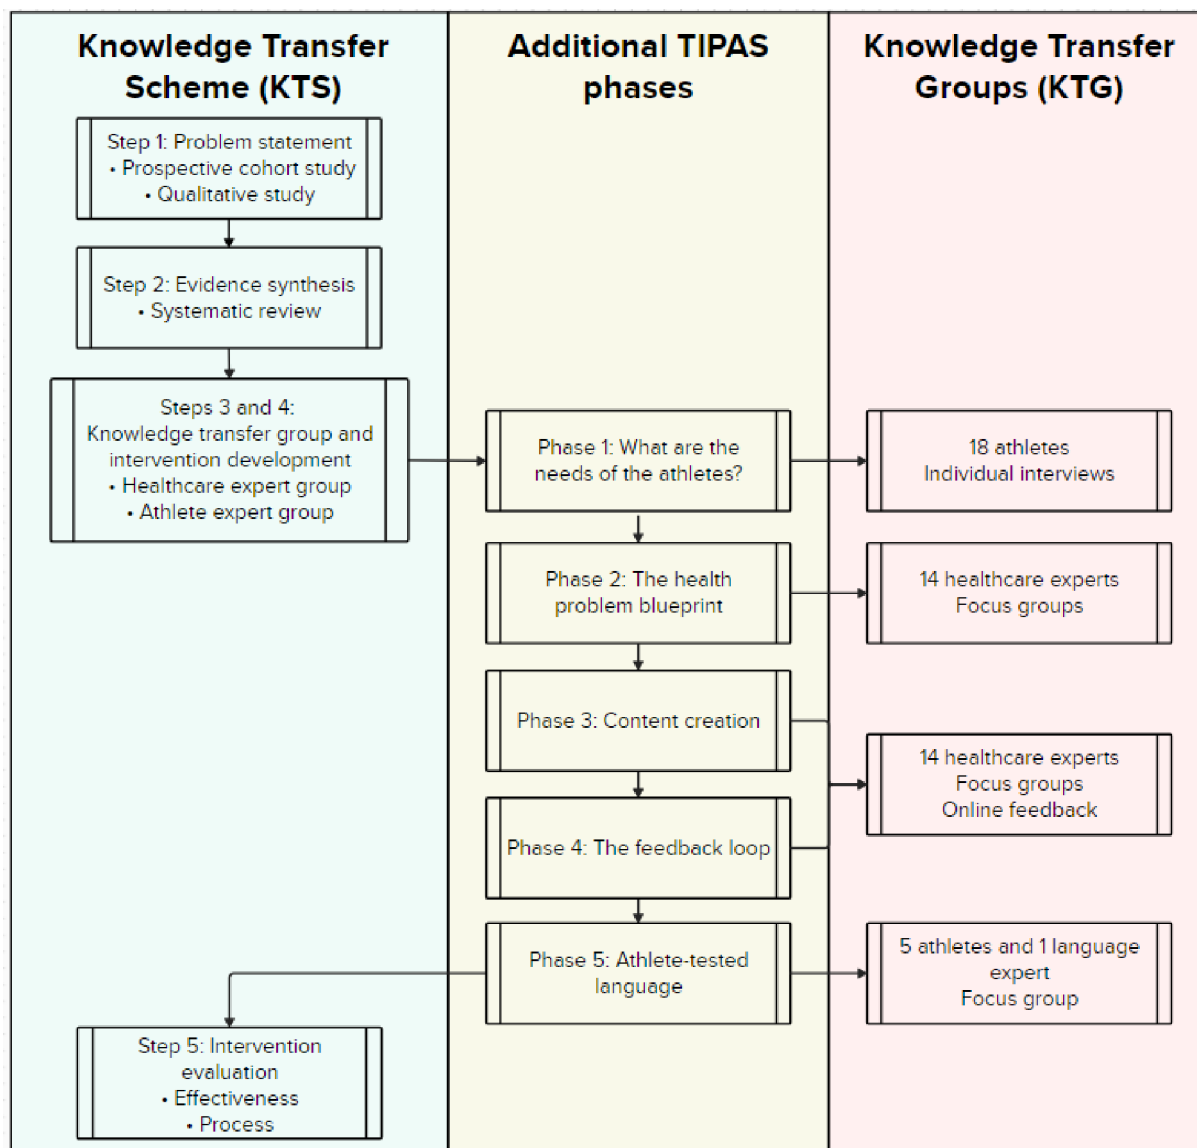 Knowledge Transfer
Scheme (KTS)
Step 1: Problem statement
• Prospective cohort study
• Qualitative study
Step 2: Evidence synthesis
• Systematic review
Steps 3 and 4:
Knowledge transfer group and
intervention development
• Healthcare expert group
• Athlete expert group
Step 5: Intervention
evaluation
• Effectiveness
• Process
Additional TIPAS
phases
Phase 1: What are the
needs of the athletes?
Phase 2: The health
problem blueprint
Phase 3: Content creation
Phase 4: The feedback loop
Phase 5: Athlete-tested
language
Knowledge Transfer
Groups (KTG)
18 athletes
Individual interviews
14 healthcare experts
Focus groups
14 healthcare experts
Focus groups
Online feedback
5 athletes and 1 language
expert
Focus group